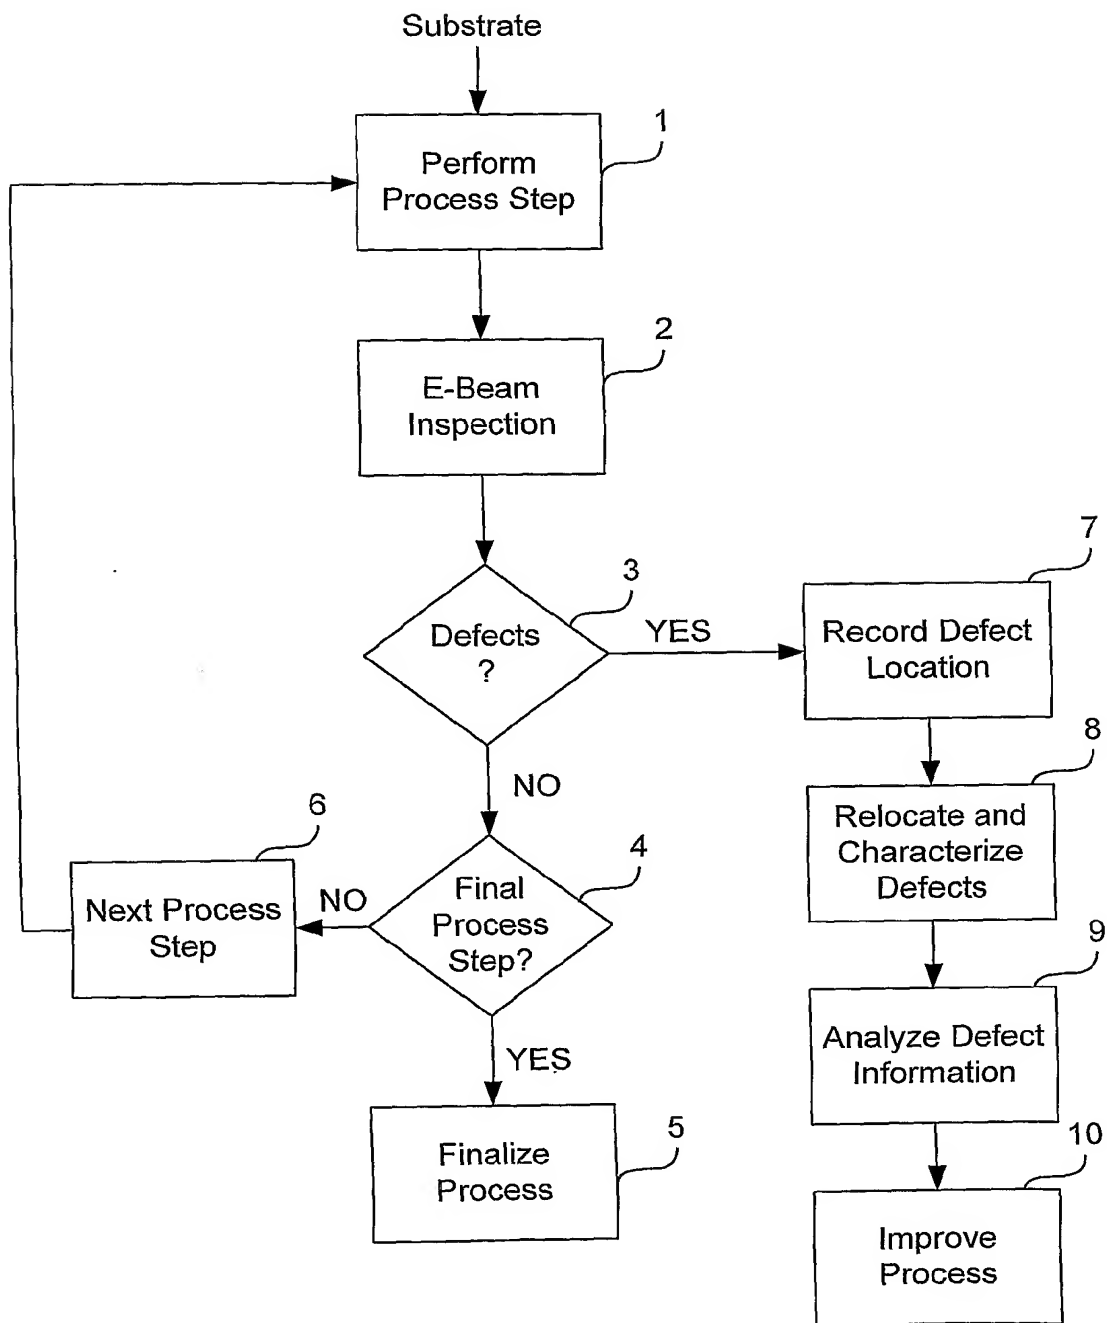 Substrate
1
Perform
Process Step
2
E-Beam
Inspection
3
Defects
?
YES
7
Record Defect
Location
NO
8
Relocate and
Characterize
Defects
6
Next Process
Step
NO
4
Final
Process
Step?
9
Analyze Defect
Information
YES
5
Finalize
Process
10
Improve
Process